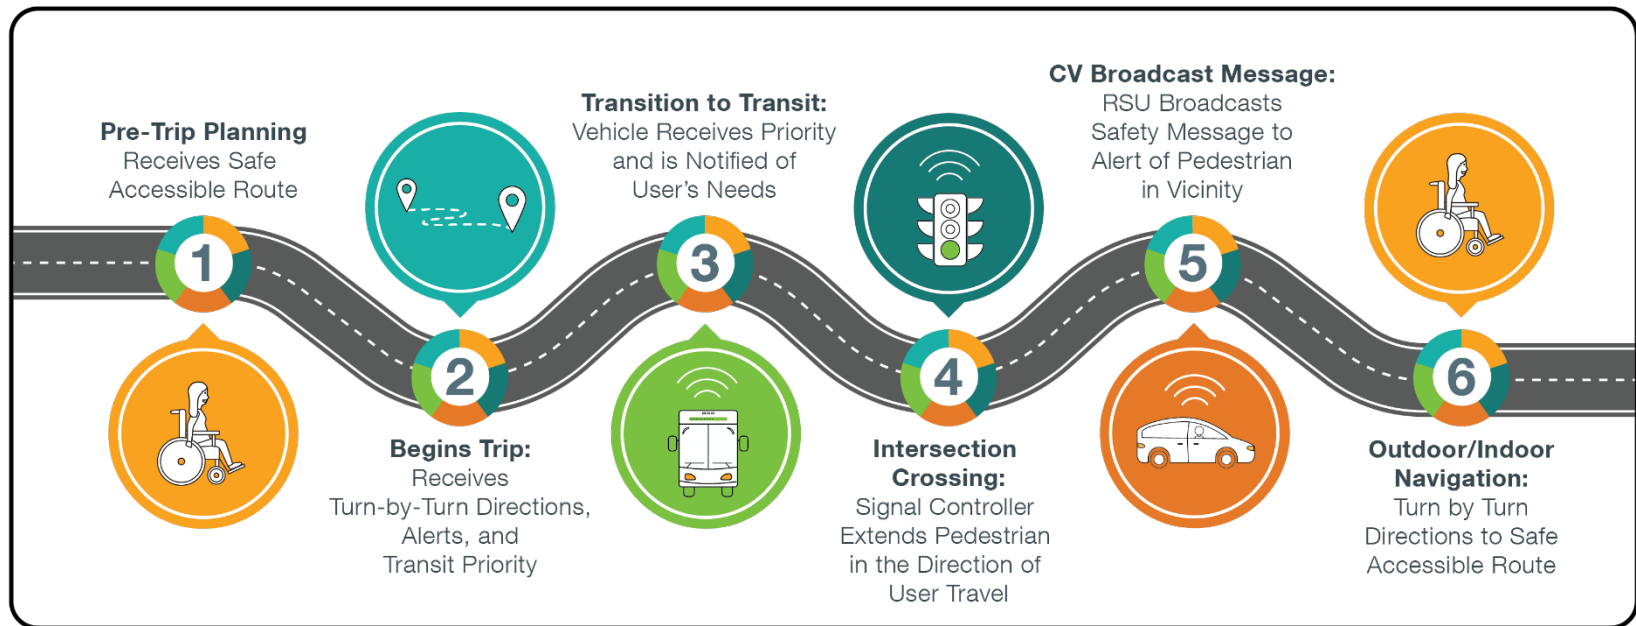 1
Pre-Trip Planning
Receives Safe
Accessible Route
2
Begins Trip:
Receives
Turn-by-Turn Directions,
Alerts, and
Transit Priority
3
Transition to Transit:
Vehicle Receives Priority
and is Notified of
User's Needs
4
Intersection
Crossing:
Signal Controller
Extends Pedestrian
in the Direction of
User Travel
5
CV Broadcast Message:
RSU Broadcasts
Safety Message to
Alert of Pedestrian
in Vicinity
6
Outdoor/Indoor
Navigation:
Turn by Turn
Directions to Safe
Accessible Route